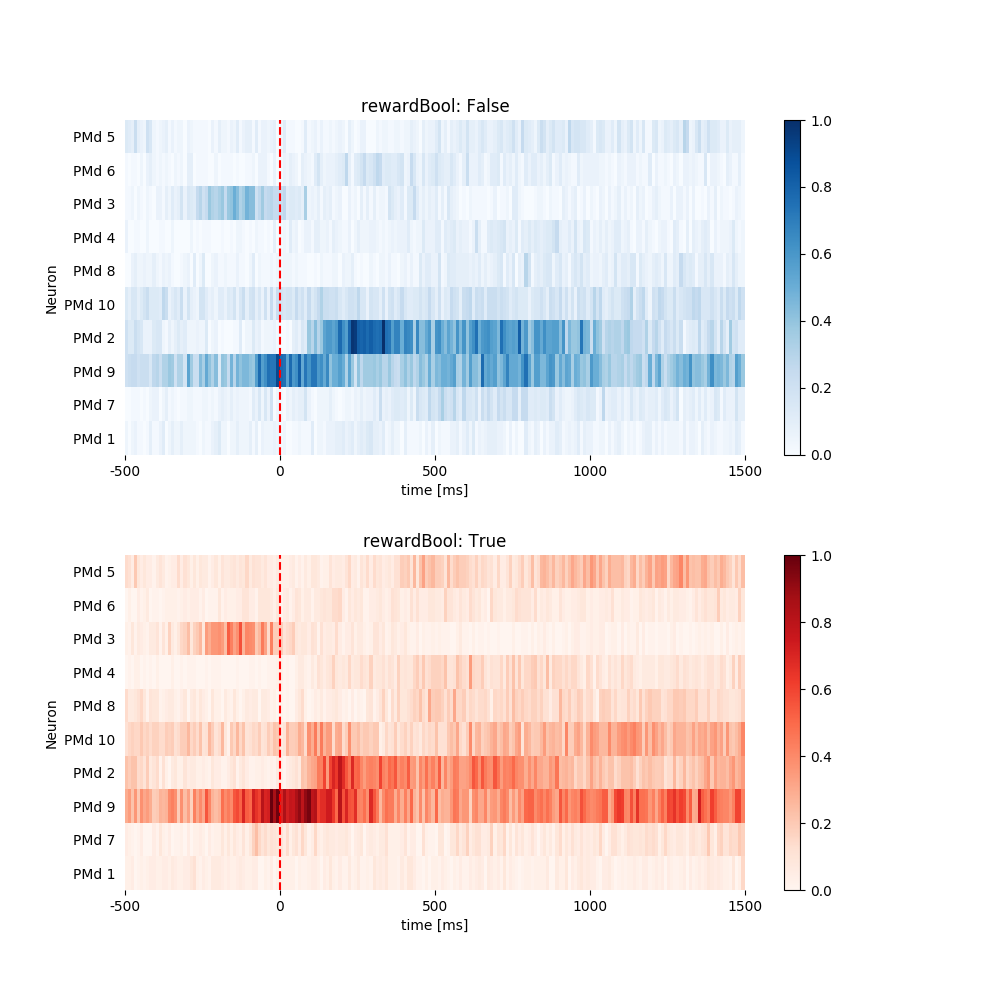 rewardBool: False
PMd 5
PMd 6
PMd 3
PMd 4
PMd 8
PMd 10
PMd 2
PMd 9
PMd 7
PMd 1
Neuron
-500 0 500 1000 1500
time [ms]
1.0
0.8
0.6
0.4
0.2
0.0
rewardBool: True
PMd 5
PMd 6
PMd 3
PMd 4
PMd 8
PMd 10
PMd 2
PMd 9
PMd 7
PMd 1
Neuron
-500 0 500 1000 1500
time [ms]
1.0
0.8
0.6
0.4
0.2
0.0